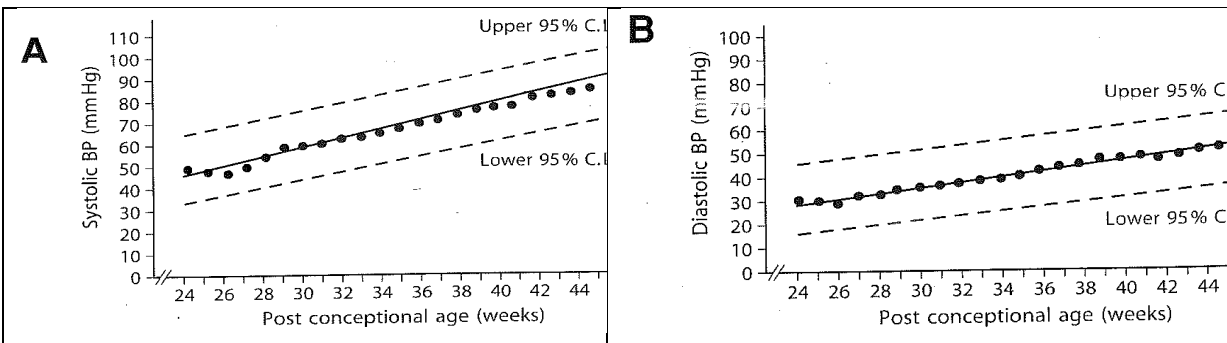 A
Systolic BP (mmHg)
110
100
90
80
70
60
50
40
30
20
10
0
Upper 95% C.I
Lower 95% C.L
24 26 28 30 32 34 36 38 40 42 44
Post conceptional age (weeks)
B
Diastolic BP (mmHg)
100
90
80
70
60
50
40
30
20
10
0
Upper 95% C.
Lower 95% C.
24 26 28 30 32 34 36 38 40 42 44
Post conceptional age (weeks)